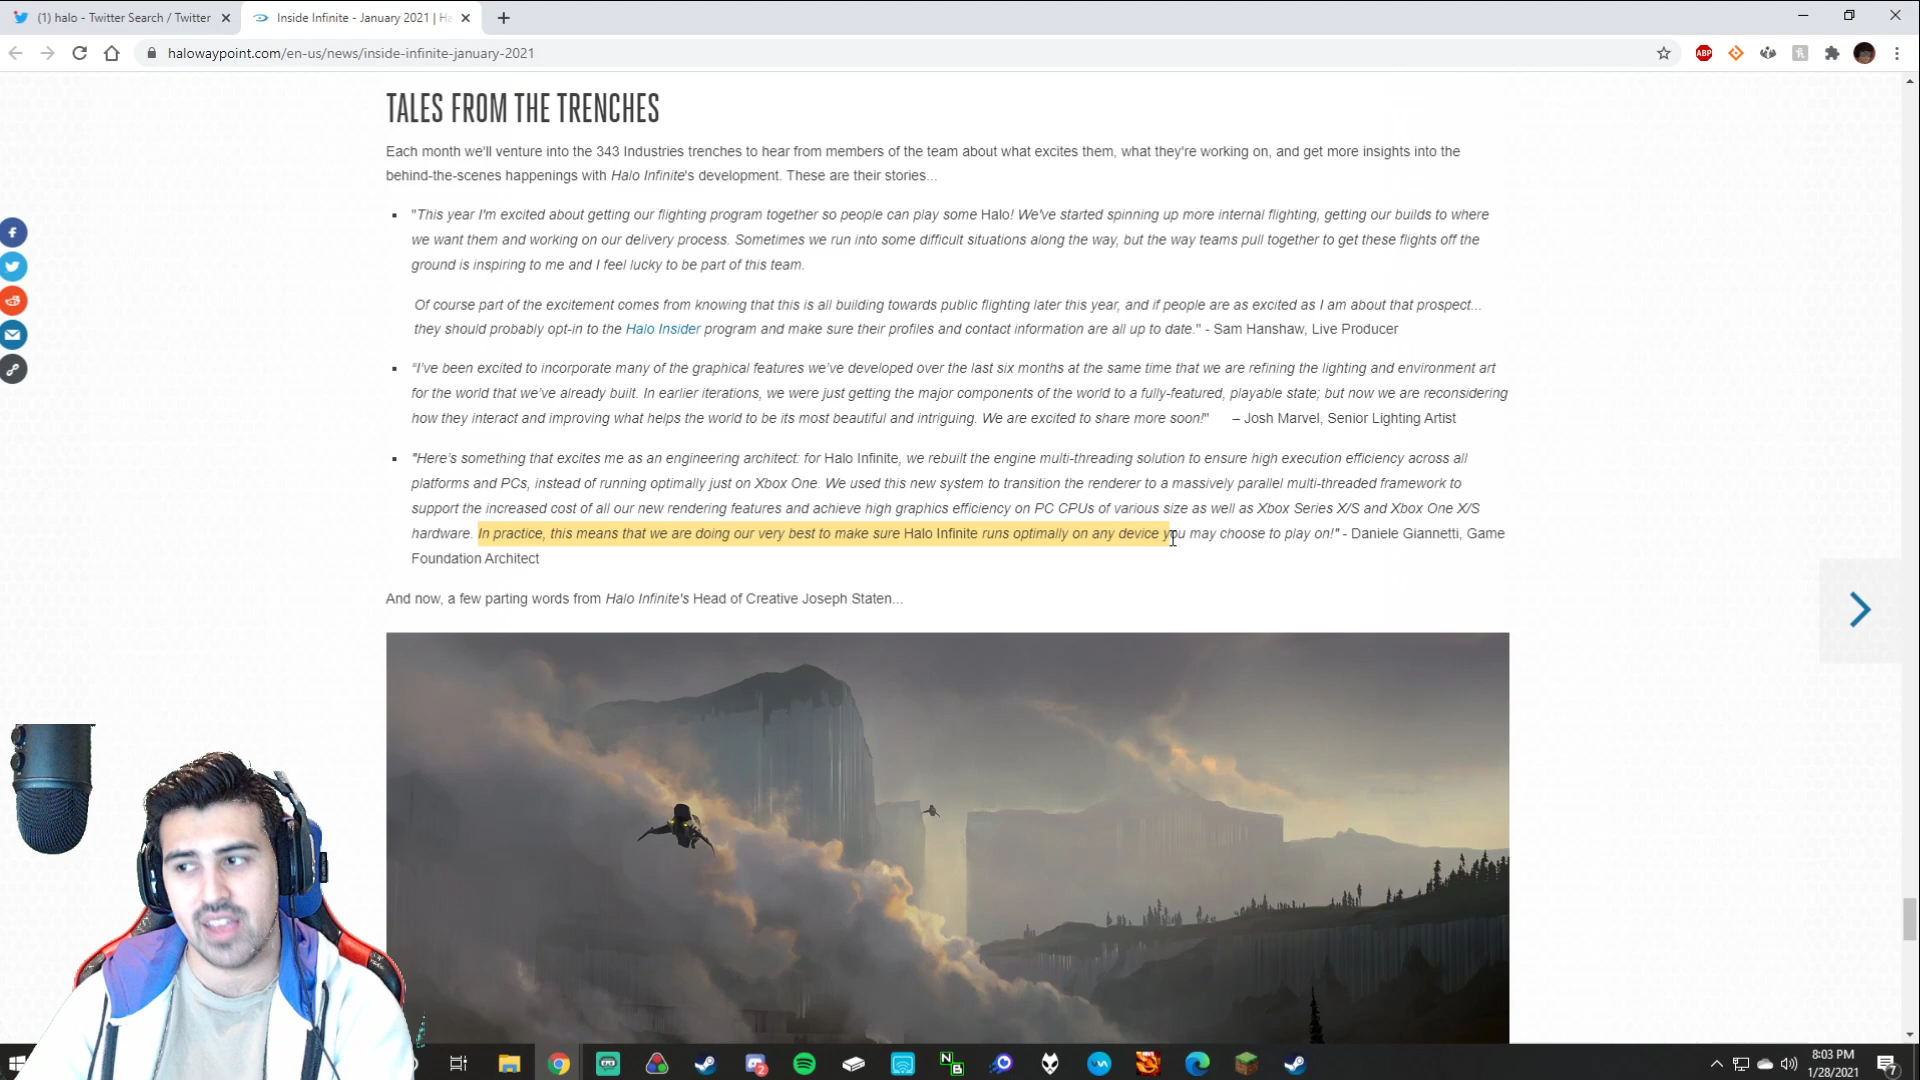 (1) halo - Twitter Search / Twitter
Inside Infinite - January 2021 | Ha
halowaypoint.com/en-us/news/inside-infinite-january-2021
ABP
TALES FROM THE TRENCHES
Each month we'll venture into the 343 Industries trenches to hear from members of the team about what excites them, what they're working on, and get more insights into the
behind-the-scenes happenings with Halo Infinite's development. These are their stories...
"This year I'm excited about getting our flighting program together so people can play some Halo! We've started spinning up more internal flighting, getting our builds to where
we want them and working on our delivery process. Sometimes we run into some difficult situations along the way, but the way teams pull together to get these flights off the
ground is inspiring to me and I feel lucky to be part of this team.
Of course part of the excitement comes from knowing that this is all building towards public flighting later this year, and if people are as excited as I am about that prospect...
they should probably opt-in to the Halo Insider program and make sure their profiles and contact information are all up to date." - Sam Hanshaw, Live Producer
“I’ve been excited to incorporate many of the graphical features we’ve developed over the last six months at the same time that we are refining the lighting and environment art
for the world that we’ve already built. In earlier iterations, we were just getting the major components of the world to a fully-featured, playable state; but now we are reconsidering
how they interact and improving what helps the world to be its most beautiful and intriguing. We are excited to share more soon!" – Josh Marvel, Senior Lighting Artist
"Here’s something that excites me as an engineering architect: for Halo Infinite, we rebuilt the engine multi-threading solution to ensure high execution efficiency across all
platforms and PCs, instead of running optimally just on Xbox One. We used this new system to transition the renderer to a massively parallel multi-threaded framework to
support the increased cost of all our new rendering features and achieve high graphics efficiency on PC CPUs of various size as well as Xbox Series X/S and Xbox One X/S
hardware. In practice, this means that we are doing our very best to make sure Halo Infinite runs optimally on any device you may choose to play on!" - Daniele Giannetti, Game
Foundation Architect
And now, a few parting words from Halo Infinite's Head of Creative Joseph Staten...
8:03 PM
1/28/2021